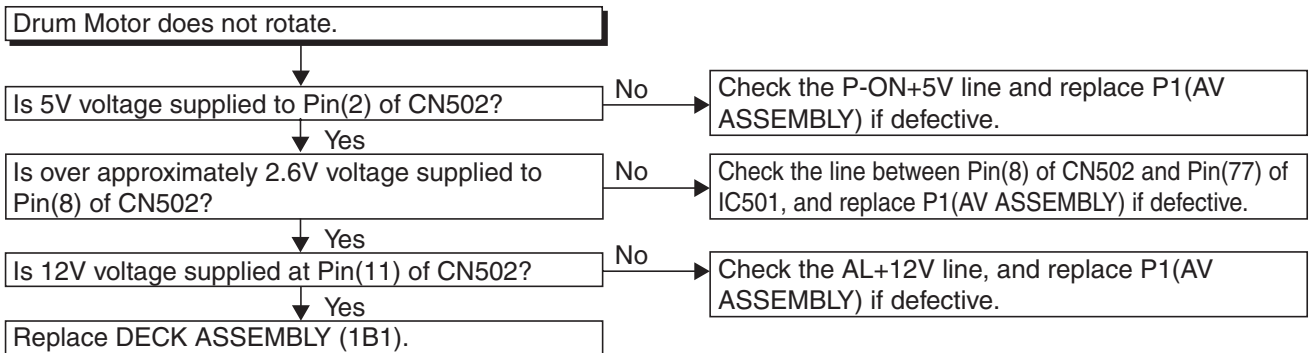 Drum Motor does not rotate.
Is 5V voltage supplied to Pin(2) of CN502?
No
Check the P-ON+5V line and replace P1(AV
ASSEMBLY) if defective.
Yes
Is over approximately 2.6V voltage supplied to
Pin(8) of CN502?
No
Check the line between Pin(8) of CN502 and Pin(77) of
IC501, and replace P1(AV ASSEMBLY) if defective.
Yes
Is 12V voltage supplied at Pin(11) of CN502?
No
Check the AL+12V line, and replace P1(AV
ASSEMBLY) if defective.
Yes
Replace DECK ASSEMBLY (1B1).